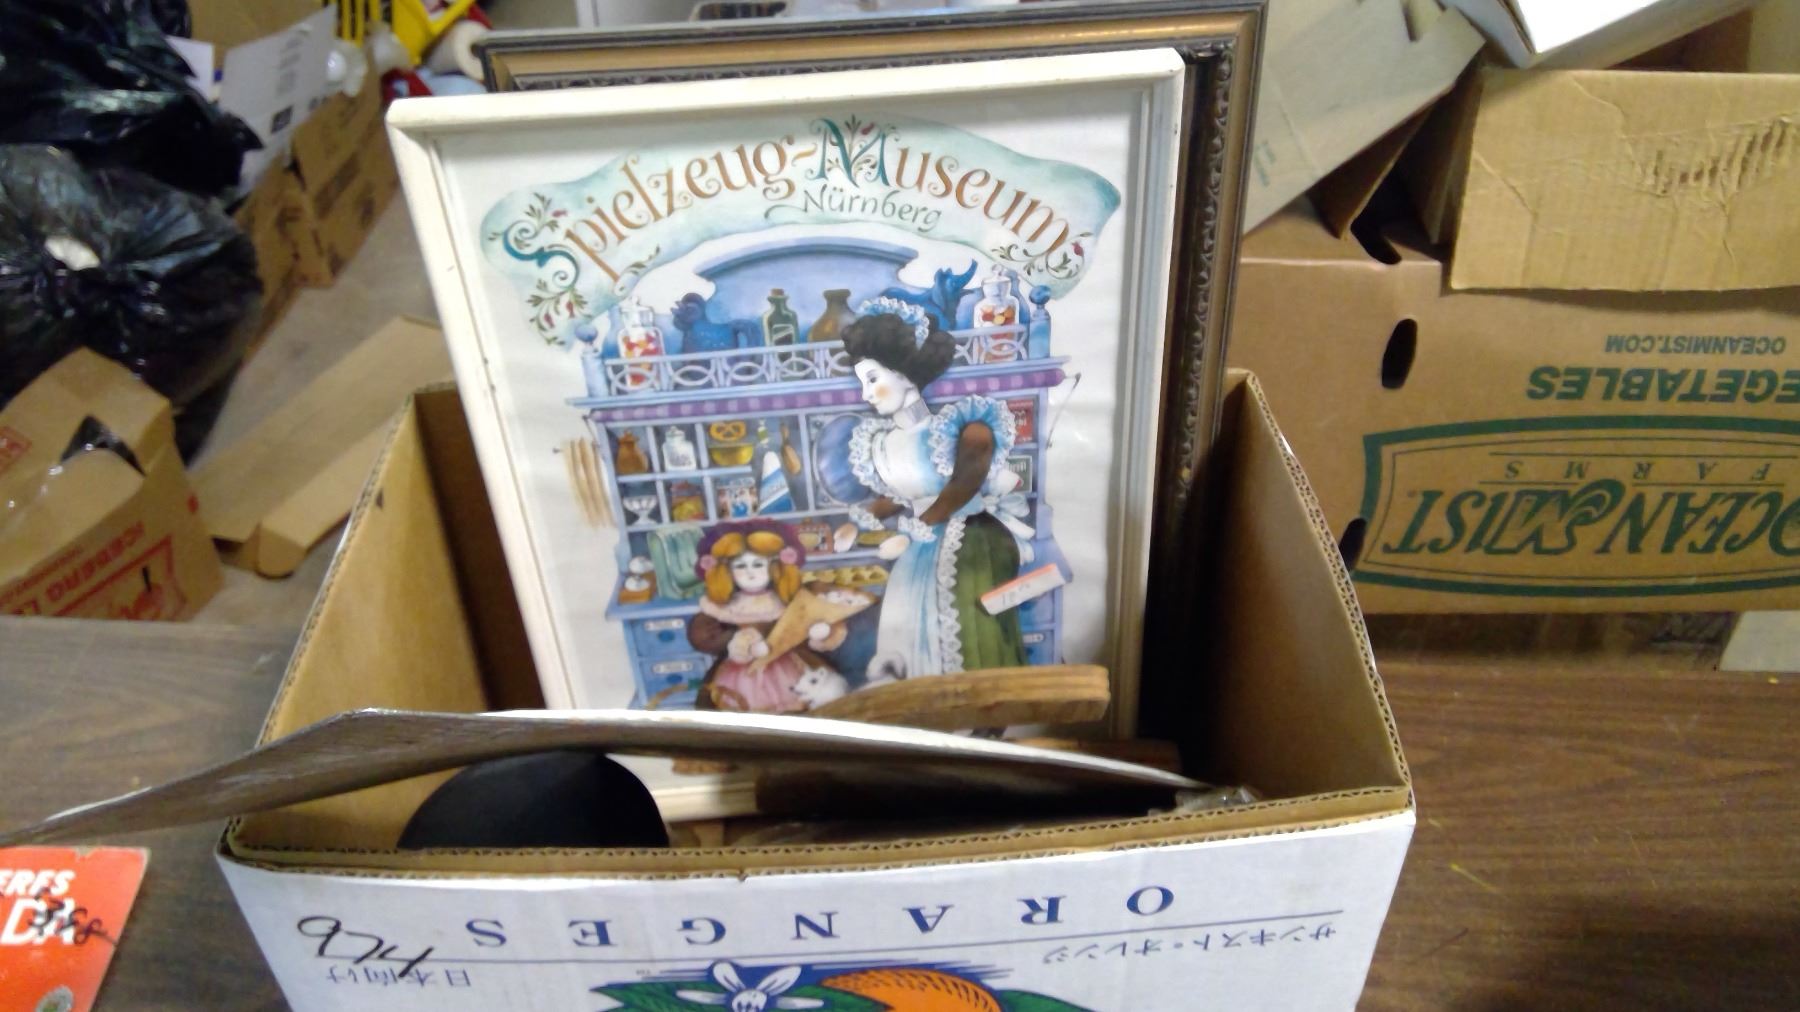 Spielzeug-Museum
Nürnberg
OCEANMIST.COM
EGETABLES
FARMS
OCEAN MIST
ORANGES
サンキスト・オレンジ
日本向け
ICEBERG